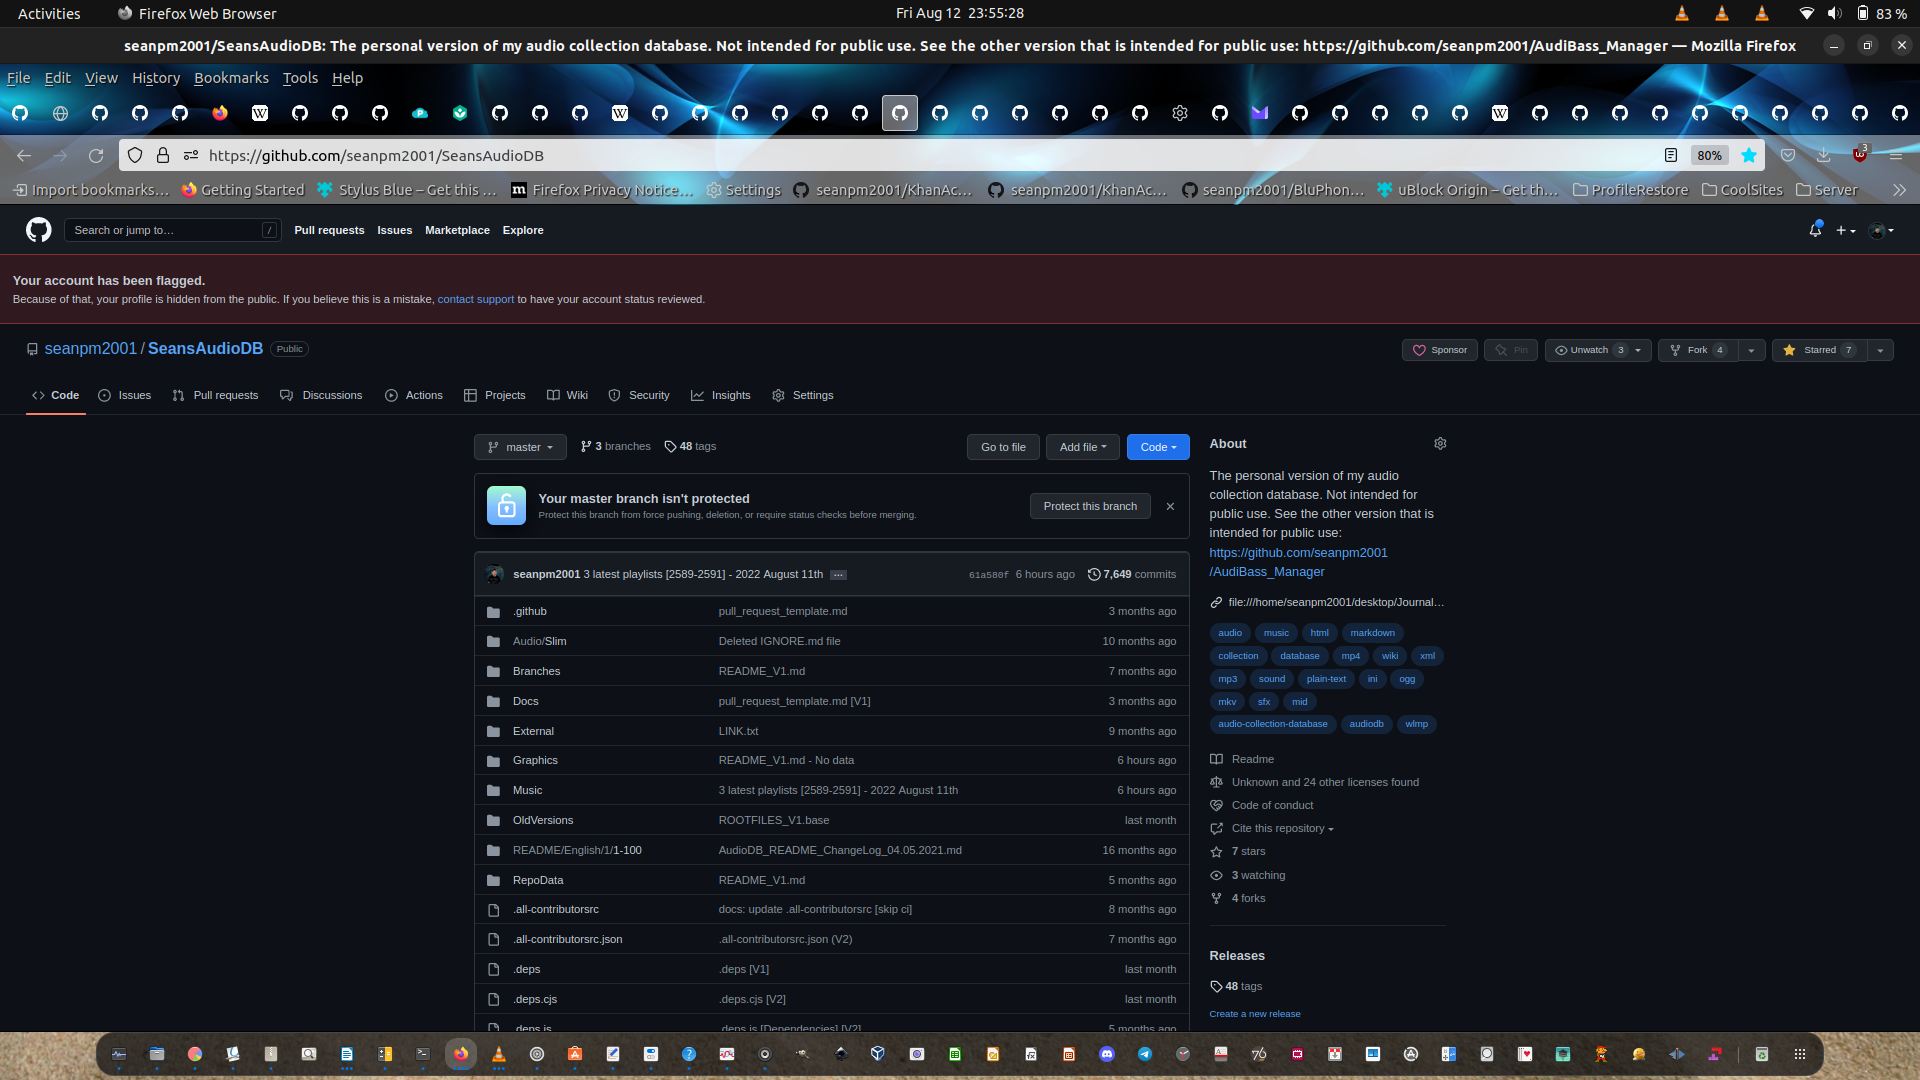 Activities Firefox Web Browser Fri Aug 12 23:55:28 83 %
seanpm2001/SeansAudioDB: The personal version of my audio collection database. Not intended for public use. See the other version that is intended for public use: https://github.com/seanpm2001/AudiBass_Manager — Mozilla Firefox
File Edit View History Bookmarks Tools Help
https://github.com/seanpm2001/SeansAudioDB 80% 3
Import bookmarks… Getting Started Stylus Blue – Get this … Firefox Privacy Notice… Settings seanpm2001/KhanAc… seanpm2001/KhanAc… seanpm2001/BluPhon… uBlock Origin – Get th… ProfileRestore CoolSites Server
Search or jump to… / Pull requests Issues Marketplace Explore
Your account has been flagged.
Because of that, your profile is hidden from the public. If you believe this is a mistake, contact support to have your account status reviewed.
seanpm2001 / SeansAudioDB Public Sponsor Pin Unwatch 3 Fork 4 Starred 7
Code Issues Pull requests Discussions Actions Projects Wiki Security Insights Settings
master 3 branches 48 tags Go to file Add file Code
Your master branch isn't protected
Protect this branch from force pushing, deletion, or require status checks before merging.
Protect this branch
seanpm2001 3 latest playlists [2589-2591] - 2022 August 11th … 61a580f 6 hours ago 7,649 commits
.github pull_request_template.md 3 months ago
Audio/Slim Deleted IGNORE.md file 10 months ago
Branches README_V1.md 7 months ago
Docs pull_request_template.md [V1] 3 months ago
External LINK.txt 9 months ago
Graphics README_V1.md - No data 6 hours ago
Music 3 latest playlists [2589-2591] - 2022 August 11th 6 hours ago
OldVersions ROOTFILES_V1.base last month
README/English/1/1-100 AudioDB_README_ChangeLog_04.05.2021.md 16 months ago
RepoData README_V1.md 5 months ago
.all-contributorsrc docs: update .all-contributorsrc [skip ci] 8 months ago
.all-contributorsrc.json .all-contributorsrc.json (V2) 7 months ago
.deps .deps [V1] last month
.deps.cjs .deps.cjs [V2] last month
.deps.js .deps.js [Dependencies] [V2] 5 months ago
About
The personal version of my audio
collection database. Not intended for
public use. See the other version that is
intended for public use:
https://github.com/seanpm2001
/AudiBass_Manager
file:///home/seanpm2001/desktop/Journal…
audio music html markdown
collection database mp4 wiki xml
mp3 sound plain-text ini ogg
mkv sfx mid
audio-collection-database audiodb wlmp
Readme
Unknown and 24 other licenses found
Code of conduct
Cite this repository
7 stars
3 watching
4 forks
Releases
48 tags
Create a new release